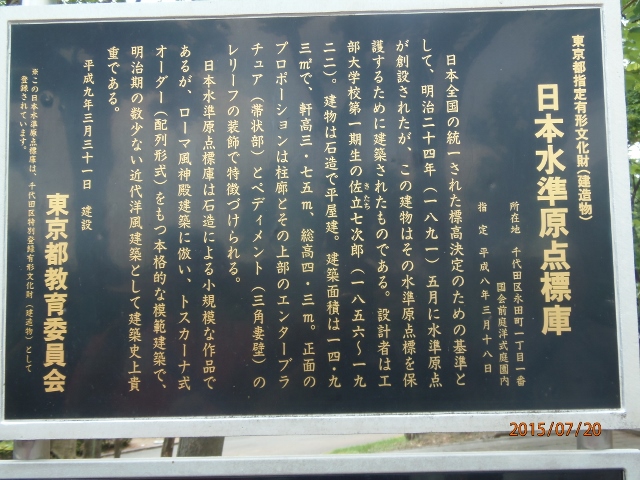 東京都指定有形文化財（建造物）
日本水準原点標庫
所在地　千代田区永田町一丁目一番
国会前庭洋式庭園内
指　定　平成八年三月十八日
日本全国の統一された標高決定のための基準と
して、明治二十四年（一八九一）五月に水準原点
が創設されたが、この建物はその水準原点標を保
護するために建築されたものである。設計者は工
部大学校第一期生の佐立七次郎（一八五六～一九
さたち
二二）。建物は石造で平屋建。建築面積は一四・九
三㎡で、軒高三・七五ｍ、総高四・三ｍ。正面の
プロポーションは柱廊とその上部のエンターブラ
チュア（帯状部）とペディメント（三角妻壁）の
レリーフの装飾で特徴づけられる。
日本水準原点標庫は石造による小規模な作品で
あるが、ローマ風神殿建築に倣い、トスカーナ式
オーダー（配列形式）をもつ本格的な模範建築で、
明治期の数少ない近代洋風建築として建築史上貴
重である。
平成九年三月三十一日　建設
東京都教育委員会
※この日本水準原点標庫は、千代田区特別登録有形文化財（建造物）として
登録されています。
2015/07/20